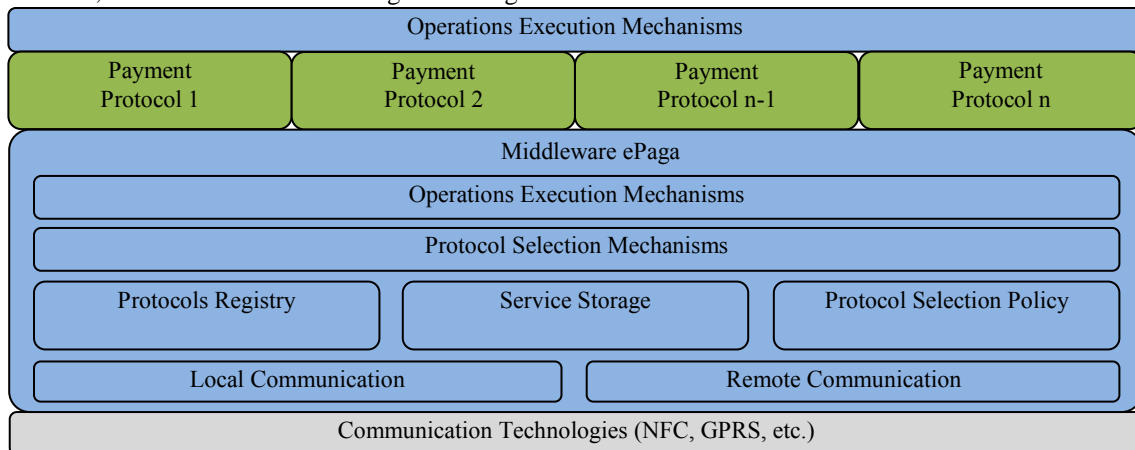 Operations Execution Mechanisms
Payment
Protocol 1
Payment
Protocol 2
Payment
Protocol n-1
Payment
Protocol n
Middleware ePaga
Operations Execution Mechanisms
Protocol Selection Mechanisms
Protocols Registry
Service Storage
Protocol Selection Policy
Local Communication
Remote Communication
Communication Technologies (NFC, GPRS, etc.)